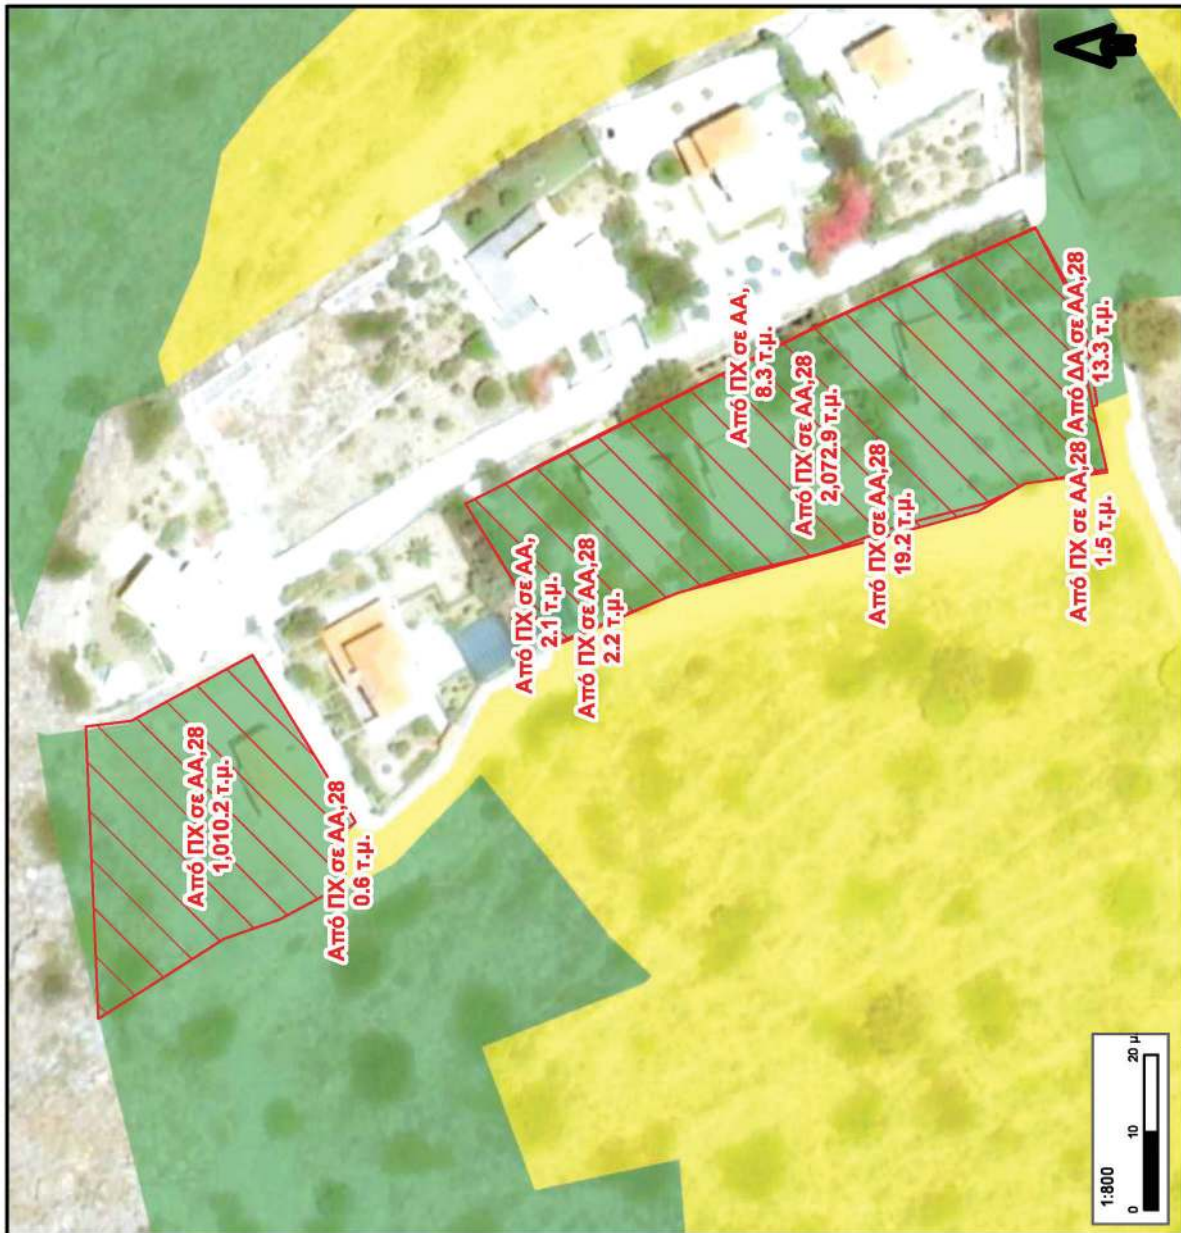 Από ΠΧ σε ΑΑ,28
1,010.2 τ.μ.
Από ΠΧ σε ΑΑ,28
0.6 τ.μ.
Από ΠΧ σε ΑΑ,
2.1 τ.μ.
Από ΠΧ σε ΑΑ,28
2.2 τ.μ.
Από ΠΧ σε ΑΑ,
8.3 τ.μ.
Από ΠΧ σε ΑΑ,28
2,072.9 τ.μ.
Από ΠΧ σε ΑΑ,28
19.2 τ.μ.
Από ΠΧ σε ΑΑ,28
1.5 τ.μ.
Από ΔΑ σε ΑΑ,28
13.3 τ.μ.
1:800
0 10 20 μ.